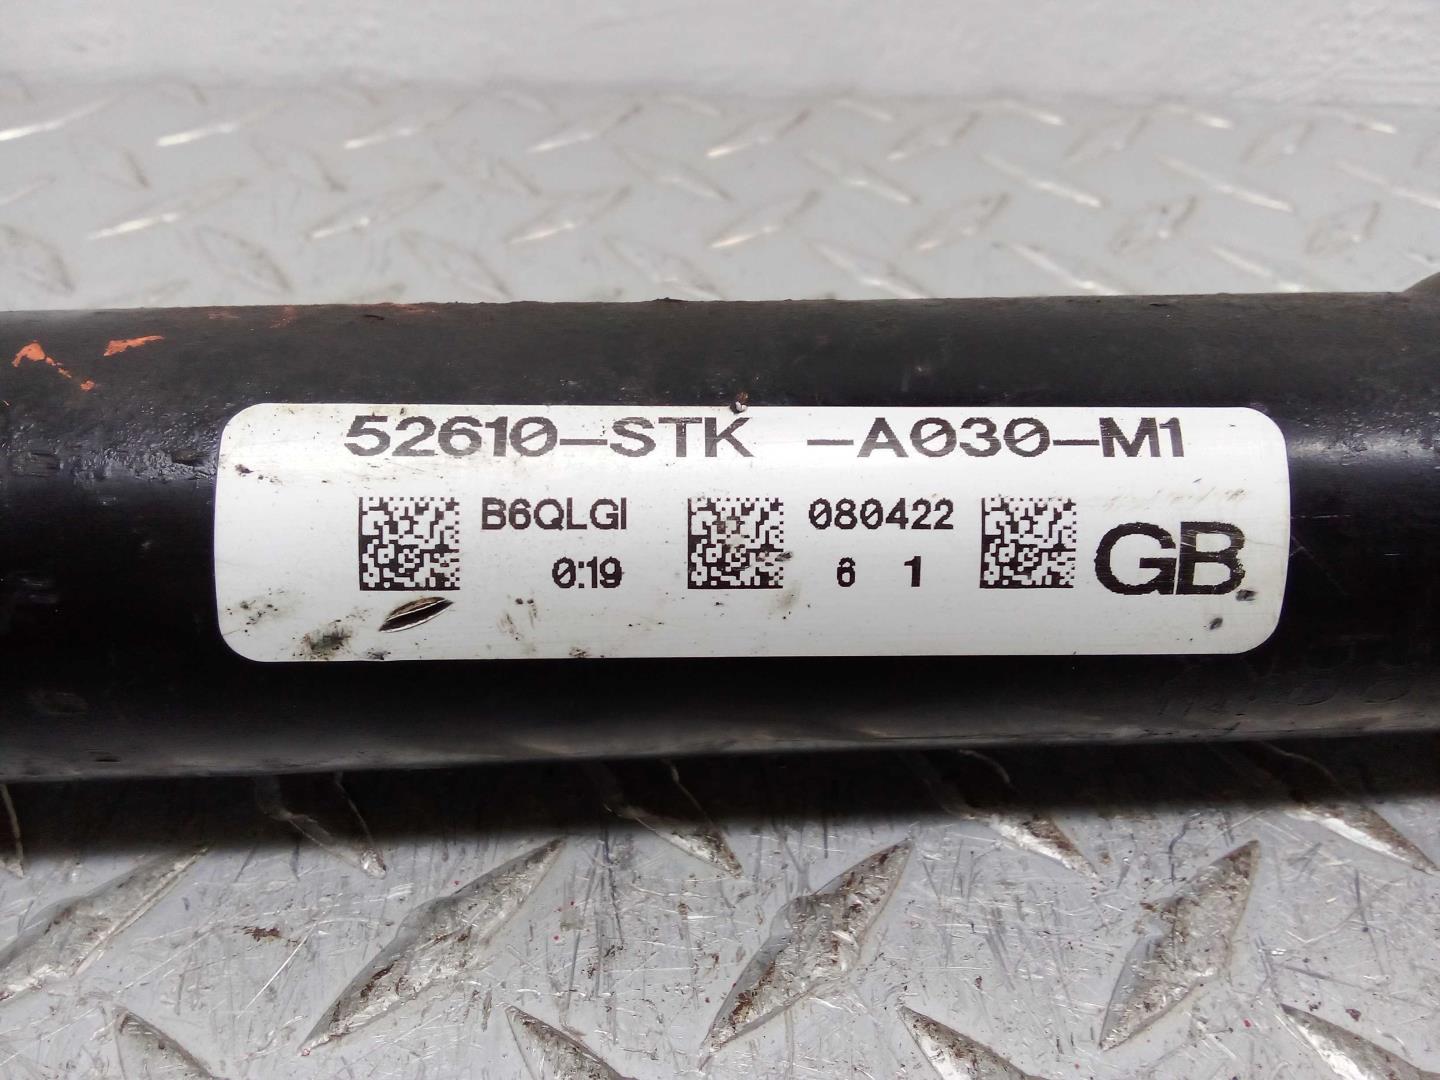 52610-STK -A030-M1
B6QLGI 080422
0:19 6 1 GB